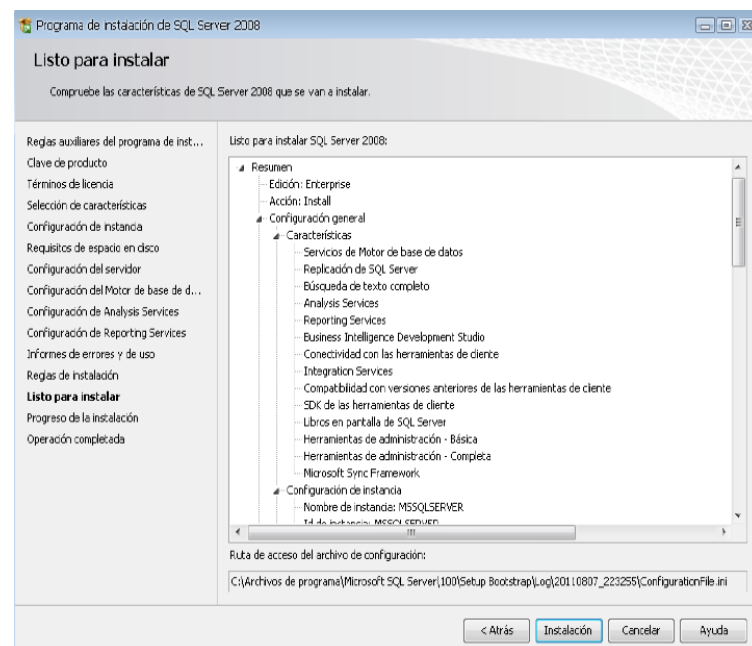 Programa de instalación de SQL Server 2008
Listo para instalar
Compruebe las características de SQL Server 2008 que se van a instalar.
Reglas auxiliares del programa de inst...
Clave de producto
Términos de licencia
Selección de características
Configuración de instancia
Requisitos de espacio en disco
Configuración del servidor
Configuración del Motor de base de d...
Configuración de Analysis Services
Configuración de Reporting Services
Informes de errores y de uso
Reglas de instalación
Listo para instalar
Progreso de la instalación
Operación completada
Listo para instalar SQL Server 2008:
Resumen
Edición: Enterprise
Acción: Install
Configuración general
Características
Servicios de Motor de base de datos
Replicación de SQL Server
Búsqueda de texto completo
Analysis Services
Reporting Services
Business Intelligence Development Studio
Conectividad con las herramientas de cliente
Integration Services
Compatibilidad con versiones anteriores de las herramientas de cliente
SDK de las herramientas de cliente
Libros en pantalla de SQL Server
Herramientas de administración - Básica
Herramientas de administración - Completa
Microsoft Sync Framework
Configuración de instancia
Nombre de instancia: MSSQLSERVER
Id de instancia: MSSQLSERVER
Ruta de acceso del archivo de configuración:
C:\Archivos de programa\Microsoft SQL Server\100\Setup Bootstrap\Log\20110807_223255\ConfigurationFile.ini
< Atrás
Instalación
Cancelar
Ayuda